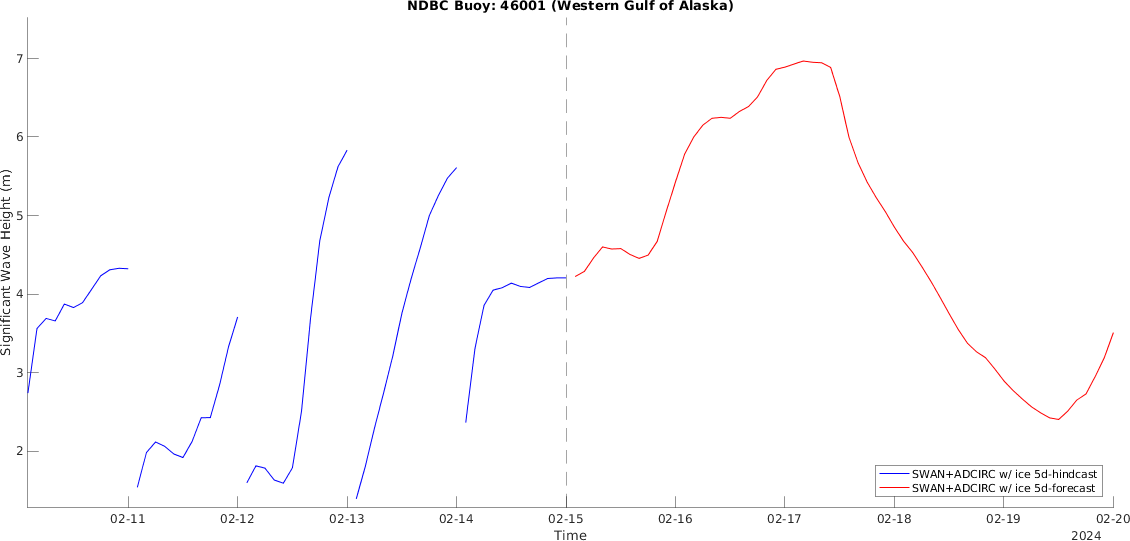 NDBC Buoy: 46001 (Western Gulf of Alaska)
Significant Wave Height (m)
7
6
5
4
3
2
SWAN+ADCIRC w/ ice 5d-hindcast
SWAN+ADCIRC w/ ice 5d-forecast
02-11 02-12 02-13 02-14 02-15 02-16 02-17 02-18 02-19 02-20
Time
2024